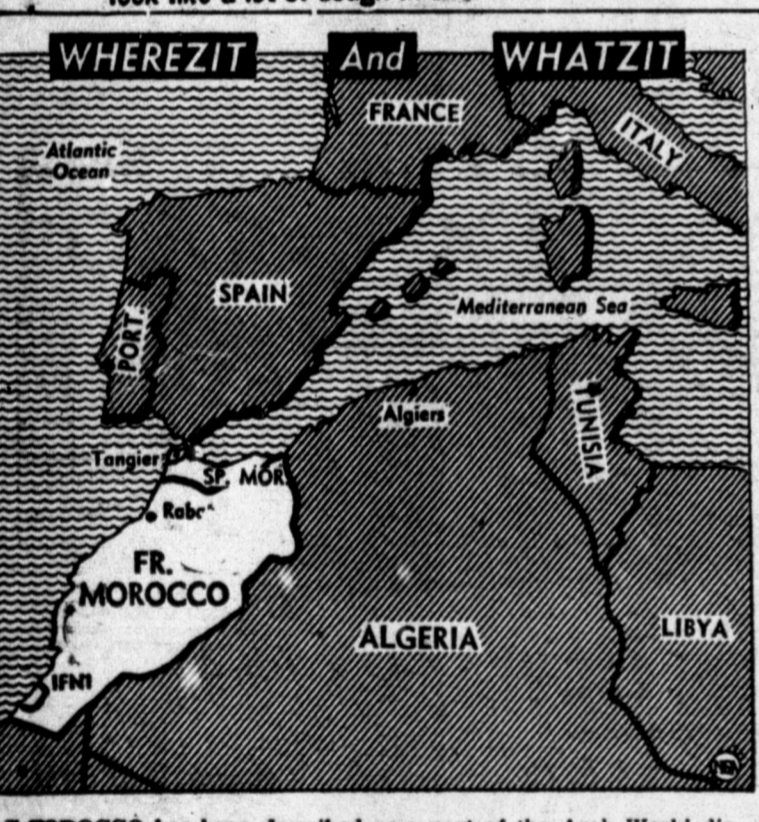 WHEREZIT And WHATZIT
FRANCE
ITALY
Atlantic
Ocean
SPAIN
Mediterranean Sea
PORT.
Algiers
TUNISIA
Tangier
SP. MOR.
FR.
MOROCCO
ALGERIA
LIBYA
IFNI
NEA